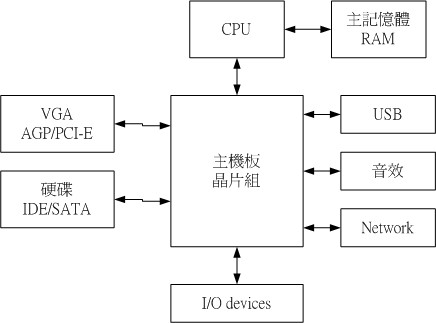 CPU
主記憶體
RAM
VGA
AGP/PCI-E
主機板
晶片組
USB
硬碟
IDE/SATA
音效
Network
I/O devices